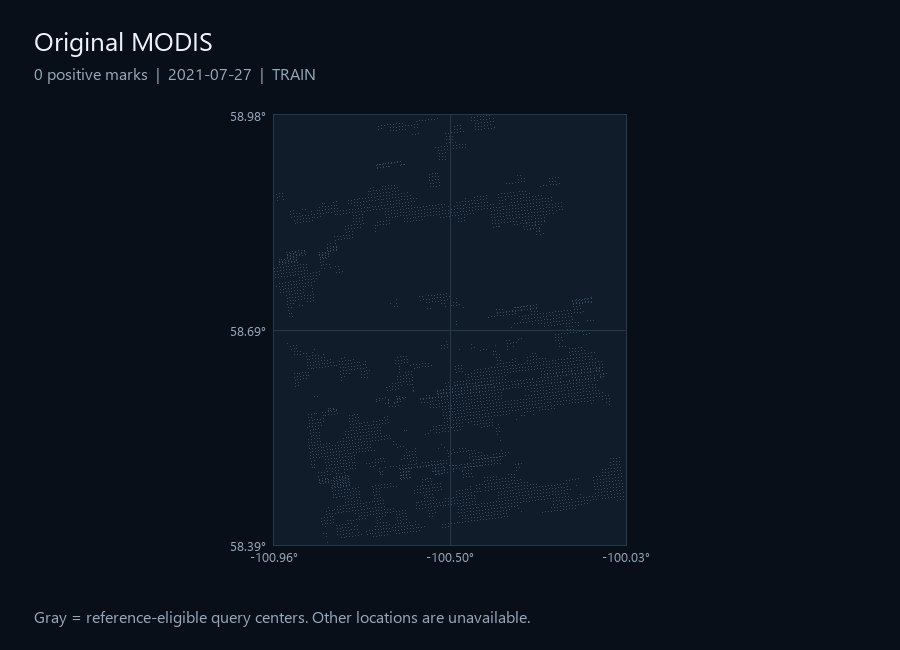 Original MODIS
0 positive marks | 2021-07-27 | TRAIN
58.98°
58.69°
58.39°
-100.96°
-100.50°
-100.03°
Gray = reference-eligible query centers. Other locations are unavailable.